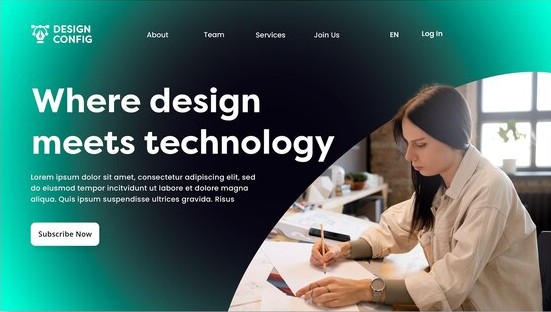 DESIGN
CONFIG
About Team Services Join Us EN Log In
Where design
meets technology
Lorem ipsum dolor sit amet, consectetur adipiscing elit, sed
do eiusmod tempor incitvidunt ut labore et dolore magna
aliqua. Quis ipsum suspendisse ultrices gravida. Risus
Subscribe Now